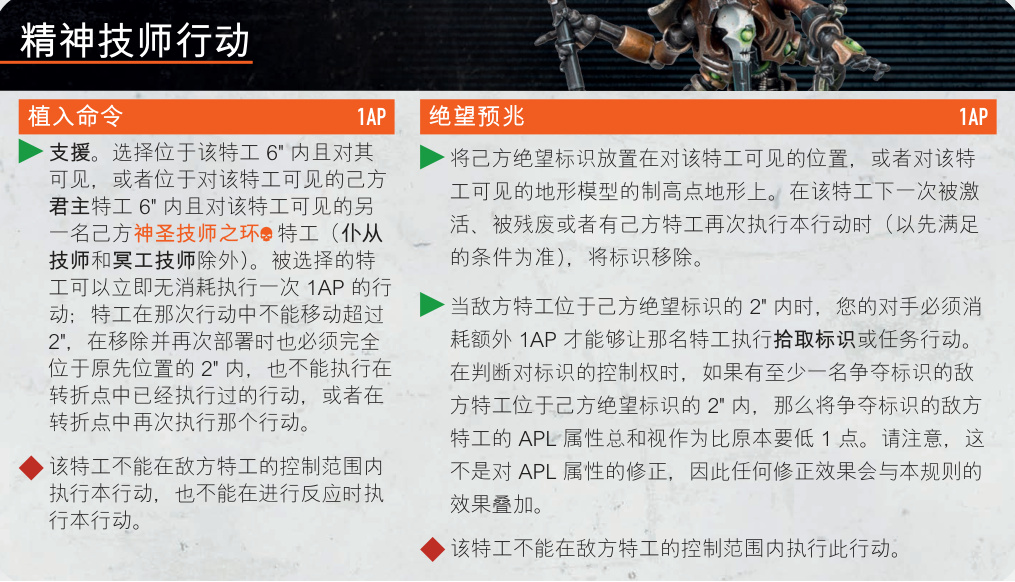 精神技师行动
植入命令 1AP
支援。选择位于该特工 6" 内且对其
可见，或者位于对该特工可见的己方
君主特工 6" 内且对该特工可见的另
一名己方神圣技师之环特工（仆从
技师和冥工技师除外）。被选择的特
工可以立即无消耗执行一次 1AP 的行
动；特工在那次行动中不能移动超过
2"，在移除并再次部署时也必须完全
位于原先位置的 2" 内，也不能执行在
转折点中已经执行过的行动，或者在
转折点中再次执行那个行动。
该特工不能在敌方特工的控制范围内
执行本行动，也不能在进行反应时执
行本行动。
绝望预兆 1AP
将己方绝望标识放置在对该特工可见的位置，或者对该特
工可见的地形模型的制高点地形上。在该特工下一次被激
活、被残废或者有己方特工再次执行本行动时（以先满足
的条件为准），将标识移除。
当敌方特工位于己方绝望标识的 2" 内时，您的对手必须消
耗额外 1AP 才能够让那名特工执行拾取标识或任务行动。
在判断对标识的控制权时，如果有至少一名争夺标识的敌
方特工位于己方绝望标识的 2" 内，那么将争夺标识的敌方
特工的 APL 属性总和视作为比原本要低 1 点。请注意，这
不是对 APL 属性的修正，因此任何修正效果会与本规则的
效果叠加。
该特工不能在敌方特工的控制范围内执行此行动。